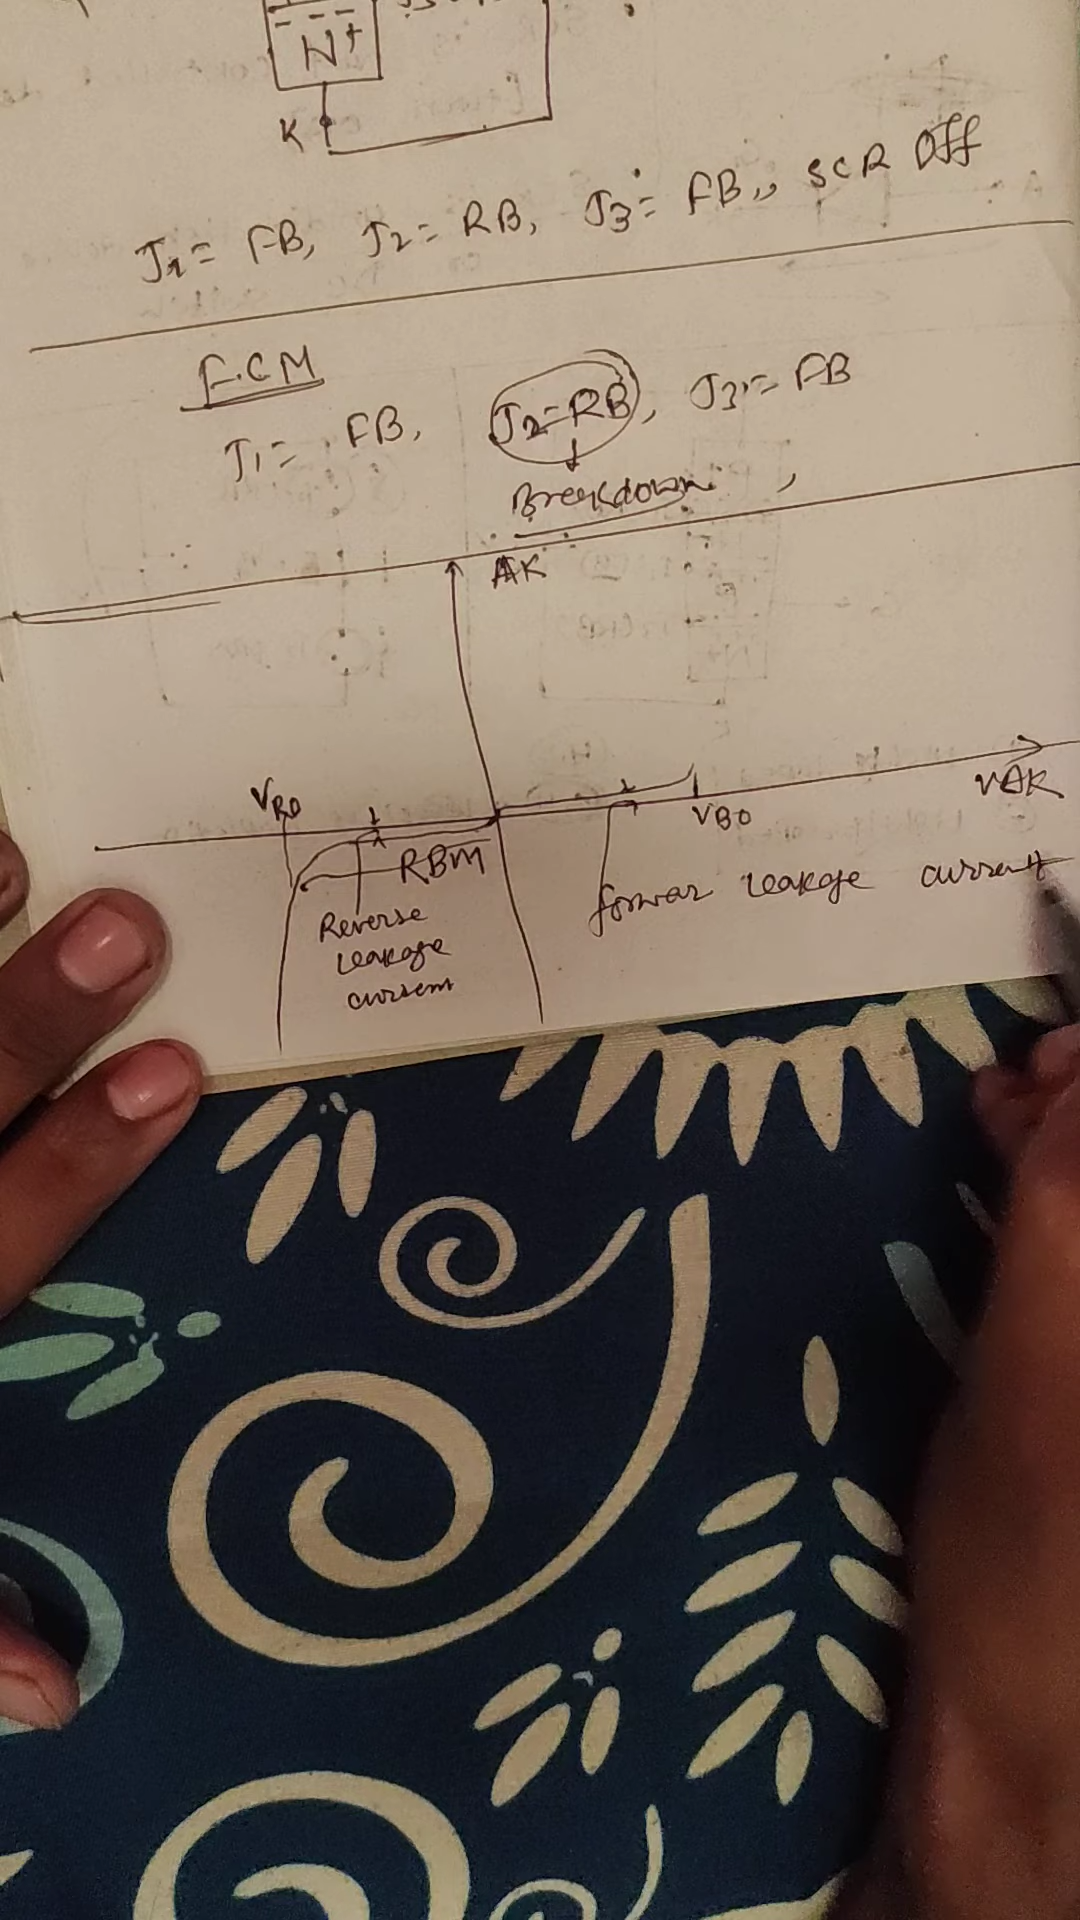 N+
K
J1 = FB, J2 = RB, J3 = FB, SCR Off
F.C.M
J1 = FB, J2 = RB, J3 = FB
Breakdown,
AK
VAK
VRO
VBO
RBM
Reverse
leakage
current
forwar leakage current